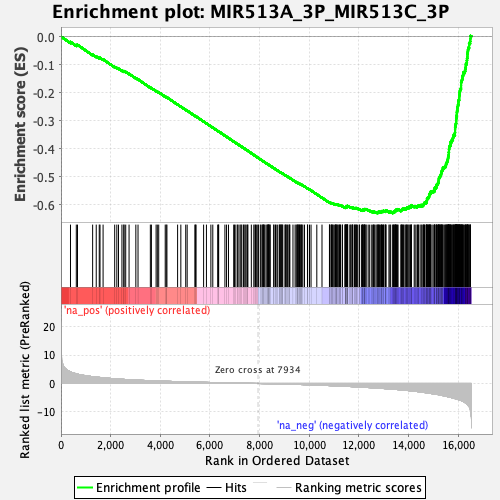 Enrichment plot: MIR513A_3P_MIR513C_3P
Enrichment score (ES)
0.0
-0.1
-0.2
-0.3
-0.4
-0.5
-0.6
Ranked list metric (PreRanked)
'na_pos' (positively correlated)
20
10
0
-10
Zero cross at 7934
'na_neg' (negatively correlated)
0
2,000
4,000
6,000
8,000
10,000
12,000
14,000
16,000
Rank in Ordered Dataset
Enrichment profile
Hits
Ranking metric scores